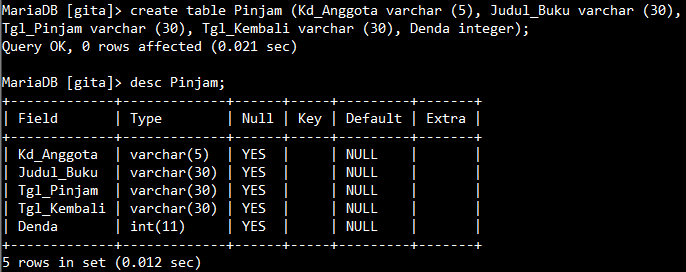 MariaDB [gita]> create table Pinjam (Kd_Anggota varchar (5), Judul_Buku varchar (30),
Tgl_Pinjam varchar (30), Tgl_Kembali varchar (30), Denda integer);
Query OK, 0 rows affected (0.021 sec)

MariaDB [gita]> desc Pinjam;
+-------------+-------------+------+-----+---------+-------+
| Field       | Type        | Null | Key | Default | Extra |
+-------------+-------------+------+-----+---------+-------+
| Kd_Anggota  | varchar(5)  | YES  |     | NULL    |       |
| Judul_Buku  | varchar(30) | YES  |     | NULL    |       |
| Tgl_Pinjam  | varchar(30) | YES  |     | NULL    |       |
| Tgl_Kembali | varchar(30) | YES  |     | NULL    |       |
| Denda       | int(11)     | YES  |     | NULL    |       |
+-------------+-------------+------+-----+---------+-------+
5 rows in set (0.012 sec)